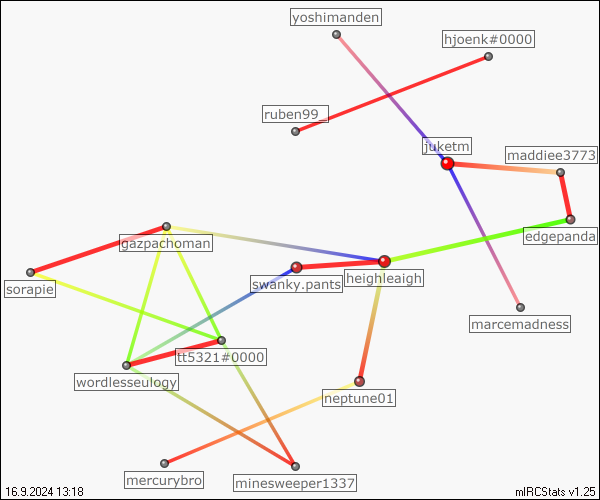 yoshimanden
hjoenk#0000
ruben99_
juketm
maddiee3773
edgepanda
gazpachoman
swanky.pants
heighleaigh
sorapie
marcemadness
tt5321#0000
wordlesseulogy
neptune01
mercurybro
minesweeper1337
16.9.2024 13:18
mIRCStats v1.25